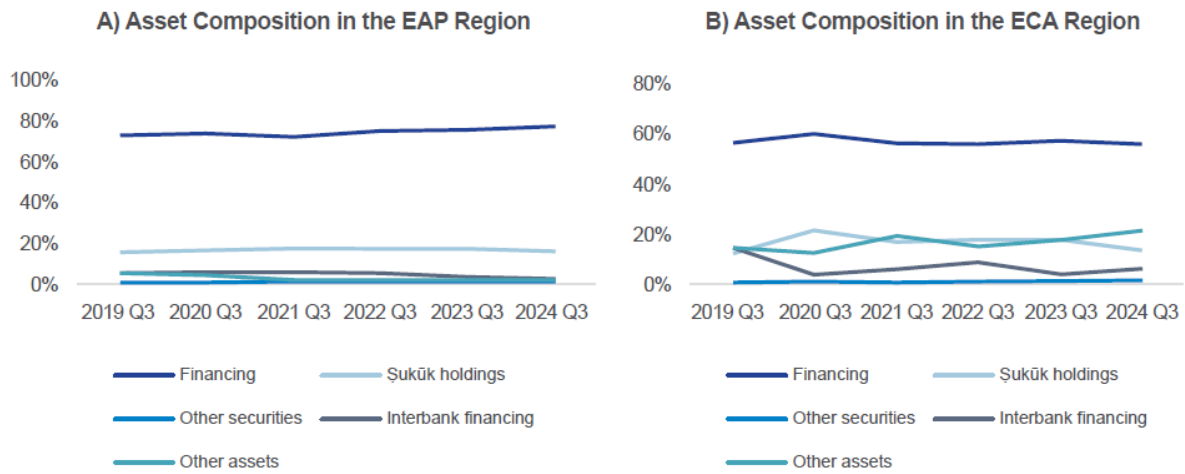 A) Asset Composition in the EAP Region
100%
80%
60%
40%
20%
0%
2019 Q3 2020 Q3 2021 Q3 2022 Q3 2023 Q3 2024 Q3
Financing Ṣukūk holdings
Other securities Interbank financing
Other assets
B) Asset Composition in the ECA Region
80%
60%
40%
20%
0%
2019 Q3 2020 Q3 2021 Q3 2022 Q3 2023 Q3 2024 Q3
Financing Ṣukūk holdings
Other securities Interbank financing
Other assets